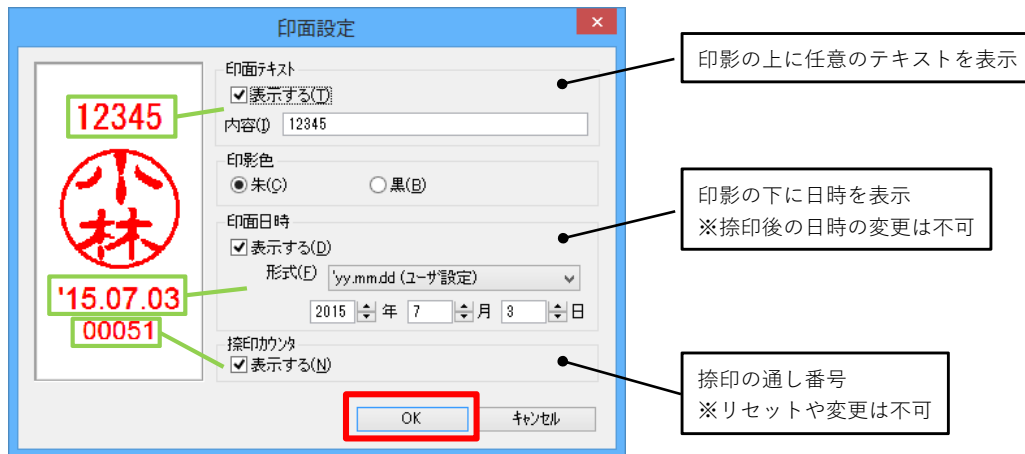 印面設定
印面テキスト
表示する(T)
内容(I) 12345
印影色
朱(C) 黒(B)
印面日時
表示する(D)
形式(F) 'yy.mm.dd (ユーザ設定)
2015 年 7 月 3 日
捺印カウンタ
表示する(N)
OK キャンセル
12345
小林
'15.07.03
00051
印影の上に任意のテキストを表示
印影の下に日時を表示
※捺印後の日時の変更は不可
捺印の通し番号
※リセットや変更は不可